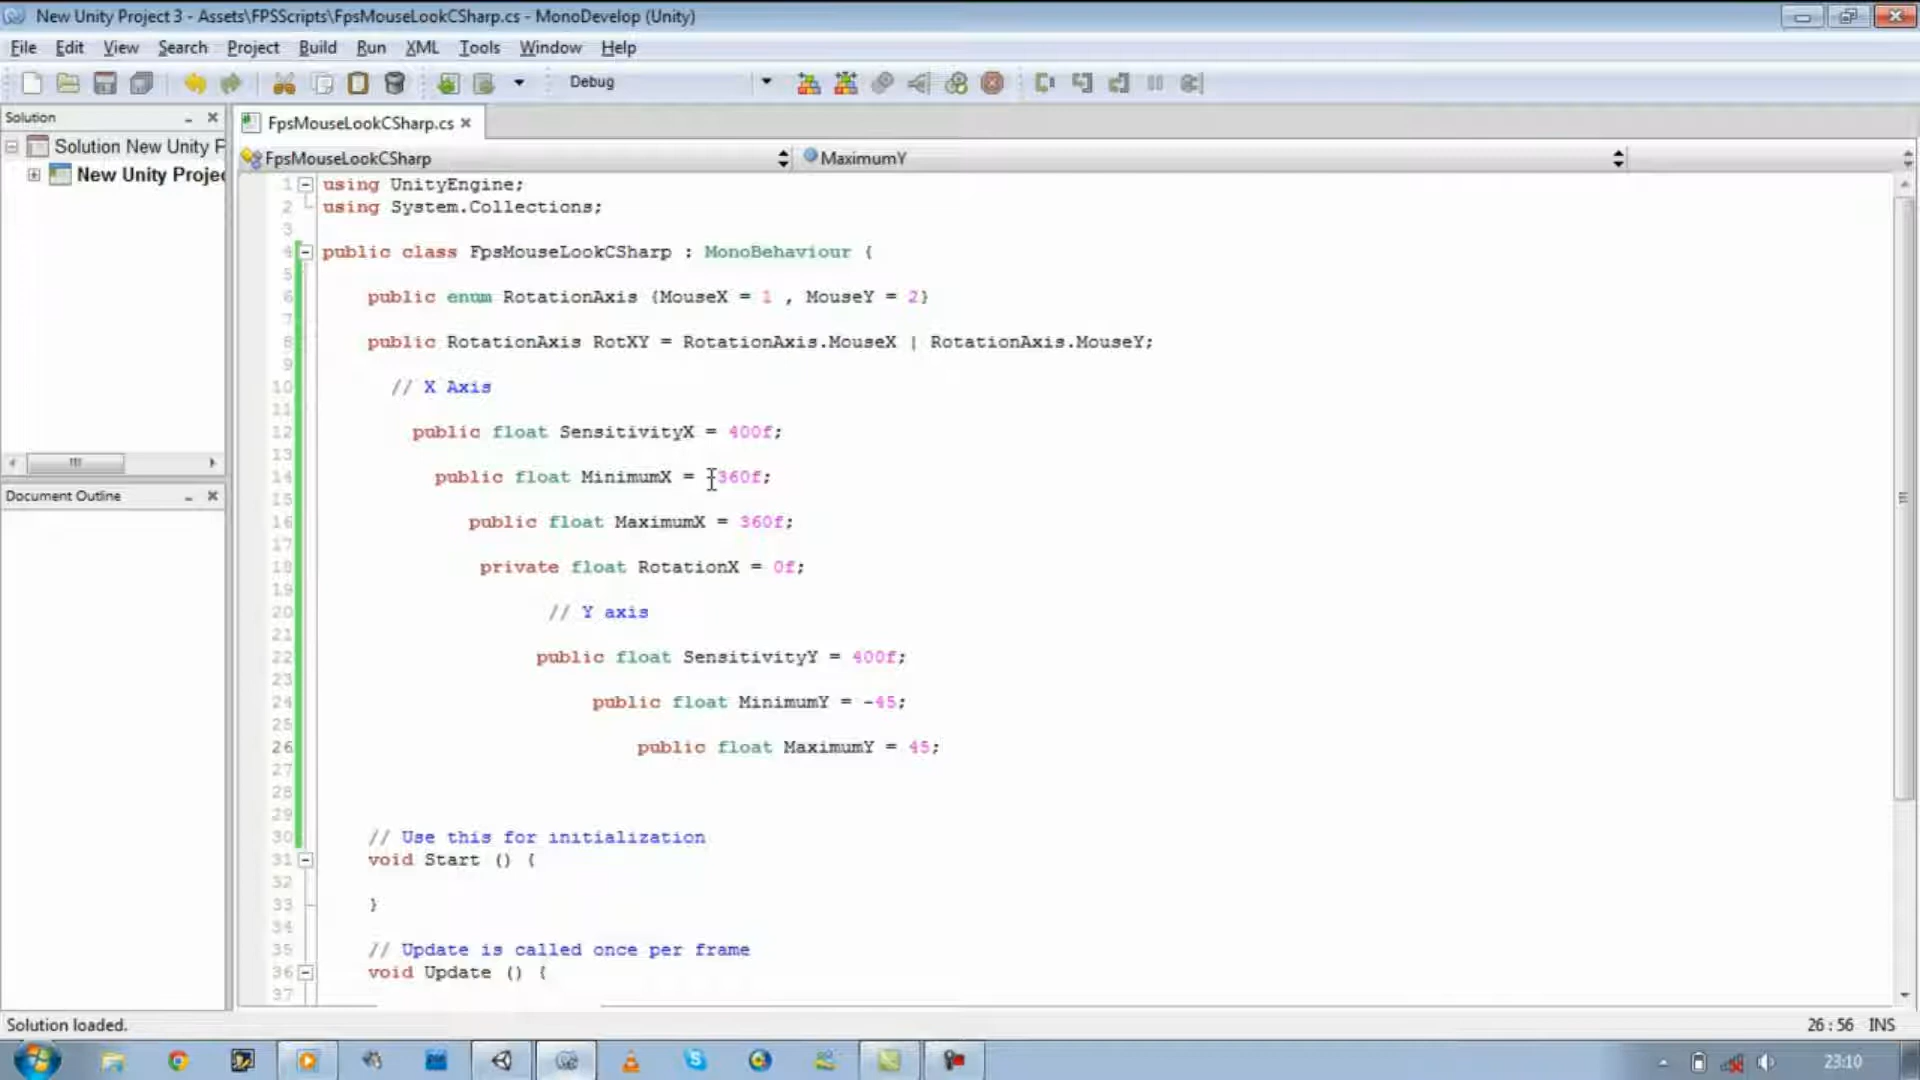 New Unity Project 3 - Assets\FPSScripts\FpsMouseLookCSharp.cs - MonoDevelop (Unity)
File Edit View Search Project Build Run XML Tools Window Help
Debug
Solution
FpsMouseLookCSharp.cs
Solution New Unity P
FpsMouseLookCSharp
MaximumY
New Unity Projec
1 using UnityEngine;
2 using System.Collections;
3
4 public class FpsMouseLookCSharp : MonoBehaviour {
5
6 public enum RotationAxis {MouseX = 1 , MouseY = 2}
7
8 public RotationAxis RotXY = RotationAxis.MouseX | RotationAxis.MouseY;
9
10 // X Axis
11
12 public float SensitivityX = 400f;
13
14 public float MinimumX = 360f;
15
16 public float MaximumX = 360f;
17
18 private float RotationX = 0f;
19
20 // Y axis
21
22 public float SensitivityY = 400f;
23
24 public float MinimumY = -45;
25
26 public float MaximumY = 45;
27
28
29
30 // Use this for initialization
31 void Start () {
32
33 }
34
35 // Update is called once per frame
36 void Update () {
37
Document Outline
Solution loaded.
26 : 56 INS
23:10